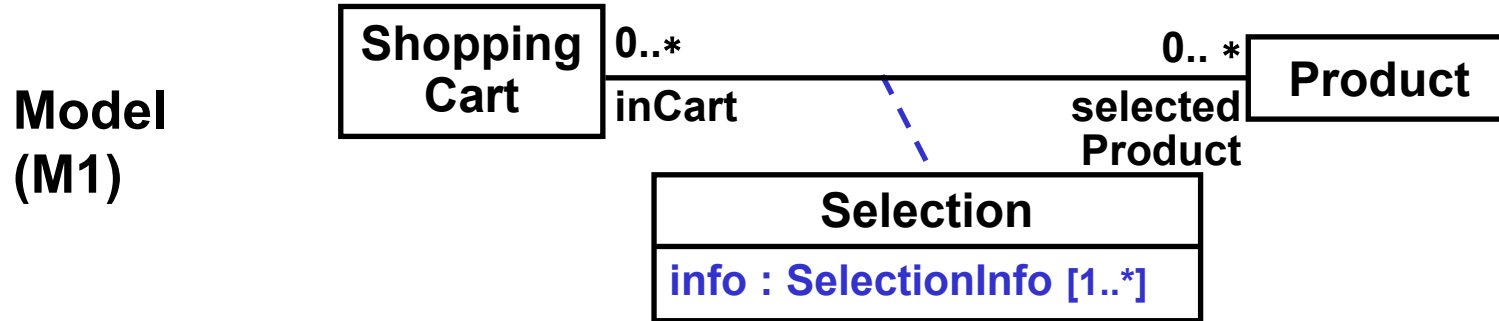 Model
(M1)
Shopping
Cart
0..*
inCart
0.. *
selected
Product
Product
Selection
info : SelectionInfo [1..*]